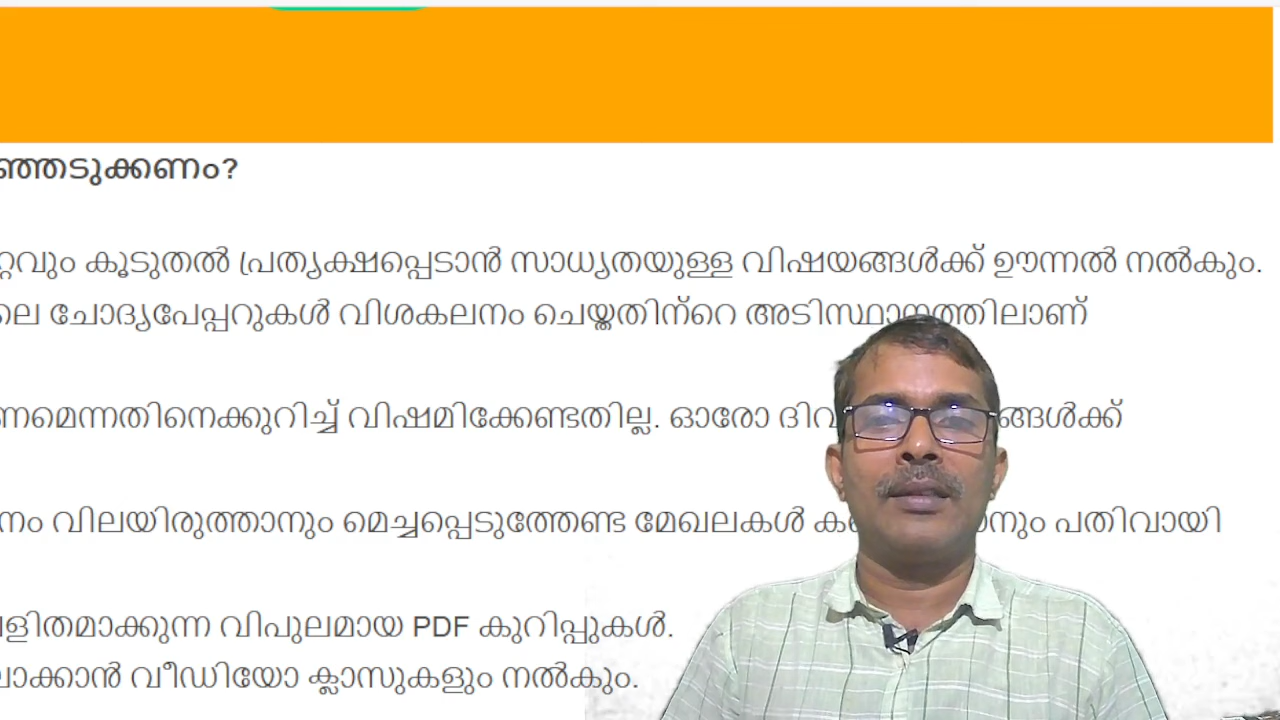 ഞ്ഞെടുക്കണം?
റ്റവും കൂടുതൽ പ്രത്യക്ഷപ്പെടാൻ സാധ്യതയുള്ള വിഷയങ്ങൾക്ക് ഊന്നൽ നൽകും.
ലെ ചോദ്യപേപ്പറുകൾ വിശകലനം ചെയ്തതിന്റെ അടിസ്ഥാനത്തിലാണ്
ണമെന്നതിനെക്കുറിച്ച് വിഷമിക്കേണ്ടതില്ല. ഓരോ
നം വിലയിരുത്താനും മെച്ചപ്പെടുത്തേണ്ട മേഖലകൾ പതിവായി
ളിതമാക്കുന്ന വിപുലമായ PDF കുറിപ്പുകൾ.
ലാക്കാൻ വീഡിയോ ക്ലാസുകളും നൽകും.